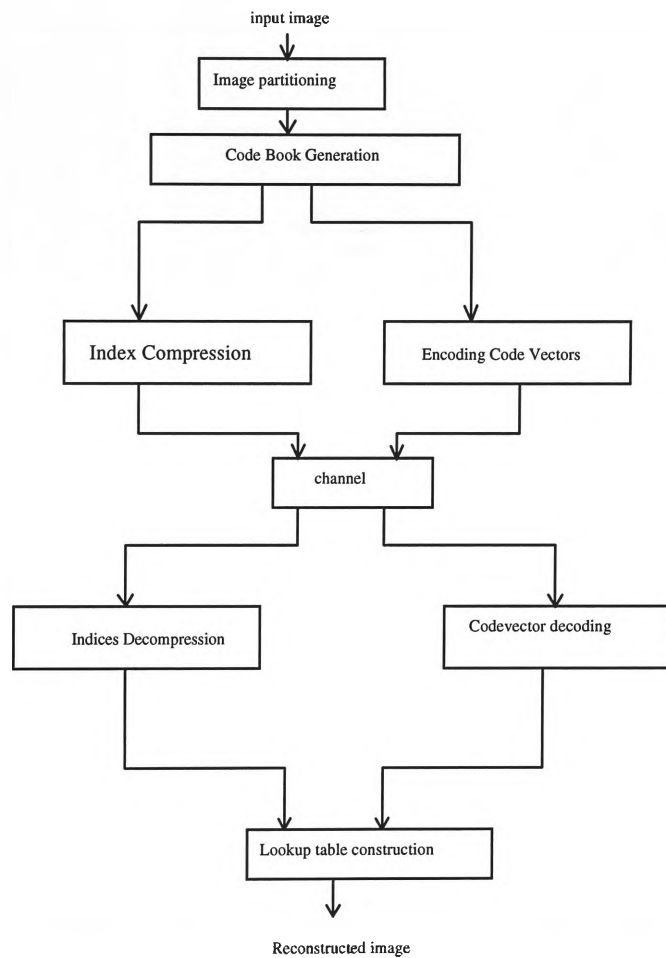 input image
Image partitioning
Code Book Generation
Index Compression
Encoding Code Vectors
channel
Indices Decompression
Codevector decoding
Lookup table construction
Reconstructed image